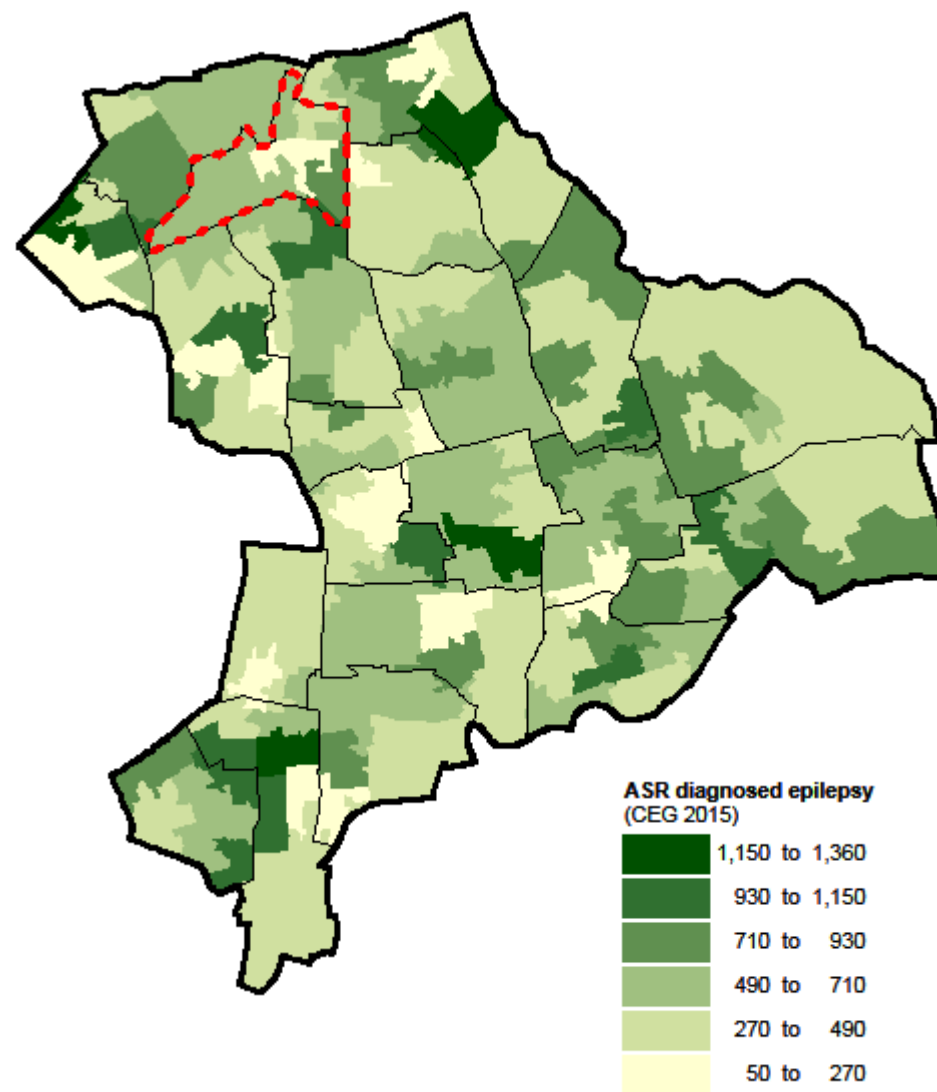 ASR diagnosed epilepsy
(CEG 2015)
1,150 to 1,360
930 to 1,150
710 to 930
490 to 710
270 to 490
50 to 270